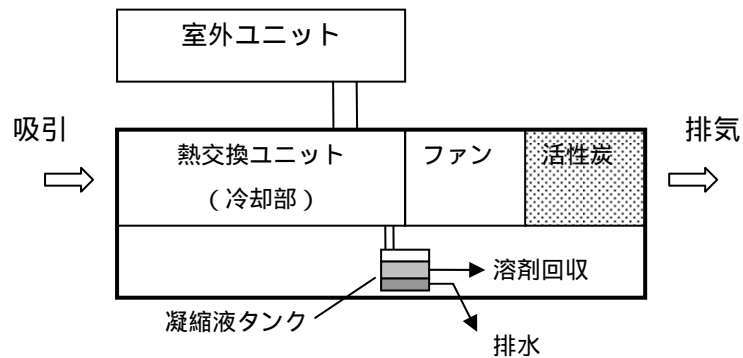 室外ユニット
吸引
熱交換ユニット
(冷却部)
ファン
活性炭
排気
溶剤回収
凝縮液タンク
排水